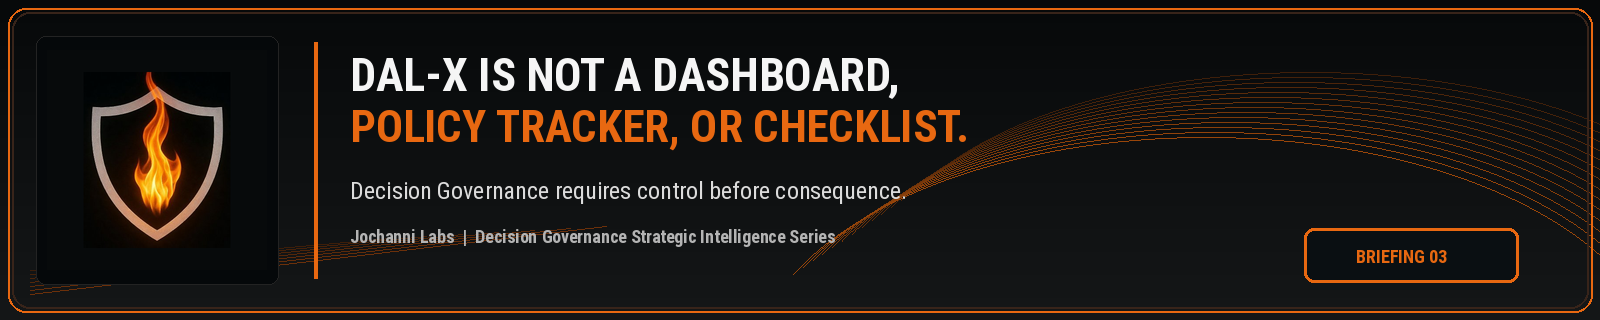 DAL-X IS NOT A DASHBOARD,
POLICY TRACKER, OR CHECKLIST.
Decision Governance requires control before consequence.
Jochanni Labs | Decision Governance Strategic Intelligence Series
BRIEFING 03